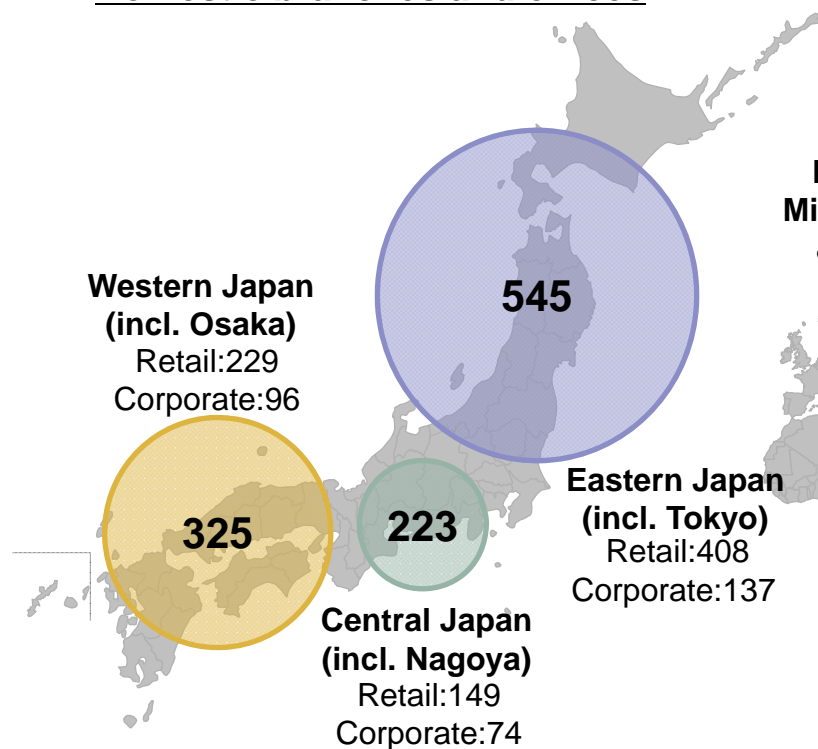 545
Western Japan
(incl. Osaka)
Retail:229
Corporate:96
325
223
Eastern Japan
(incl. Tokyo)
Retail:408
Corporate:137
Central Japan
(incl. Nagoya)
Retail:149
Corporate:74